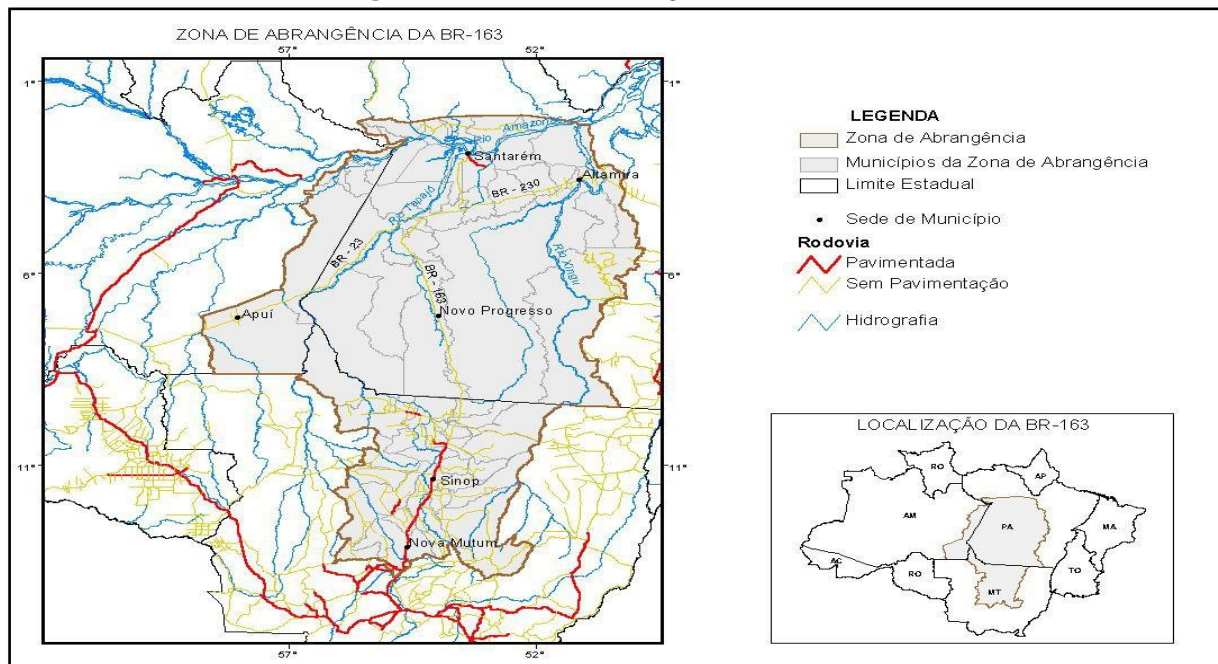 ZONA DE ABRANGÊNCIA DA BR-163
57°
52°
1°
1°
Rio Amazonas
Santarém
Altamira
BR - 230
Rio Tapajó
BR - 23
Rio Xingu
6°
6°
BR - 163
Apuí
Novo Progresso
11°
11°
Sinop
Nova Mutum
57°
52°
LEGENDA
Zona de Abrangência
Municípios da Zona de Abrangência
Limite Estadual
Sede de Município
Rodovia
Pavimentada
Sem Pavimentação
Hidrografia
LOCALIZAÇÃO DA BR-163
RO
AP
AM
PA
MA
AC
RO
TO
MT